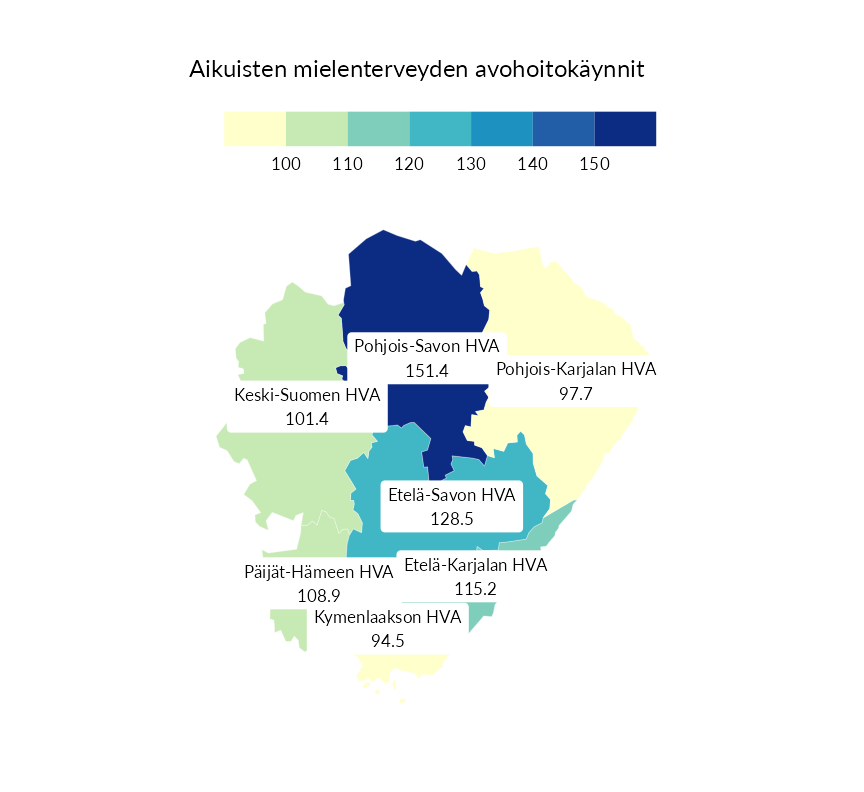 Aikuisten mielenterveyden avohoitokäynnit
100 110 120 130 140 150
Pohjois-Savon HVA
151.4
Pohjois-Karjalan HVA
97.7
Keski-Suomen HVA
101.4
Etelä-Savon HVA
128.5
Etelä-Karjalan HVA
115.2
Päijät-Hämeen HVA
108.9
Kymenlaakson HVA
94.5